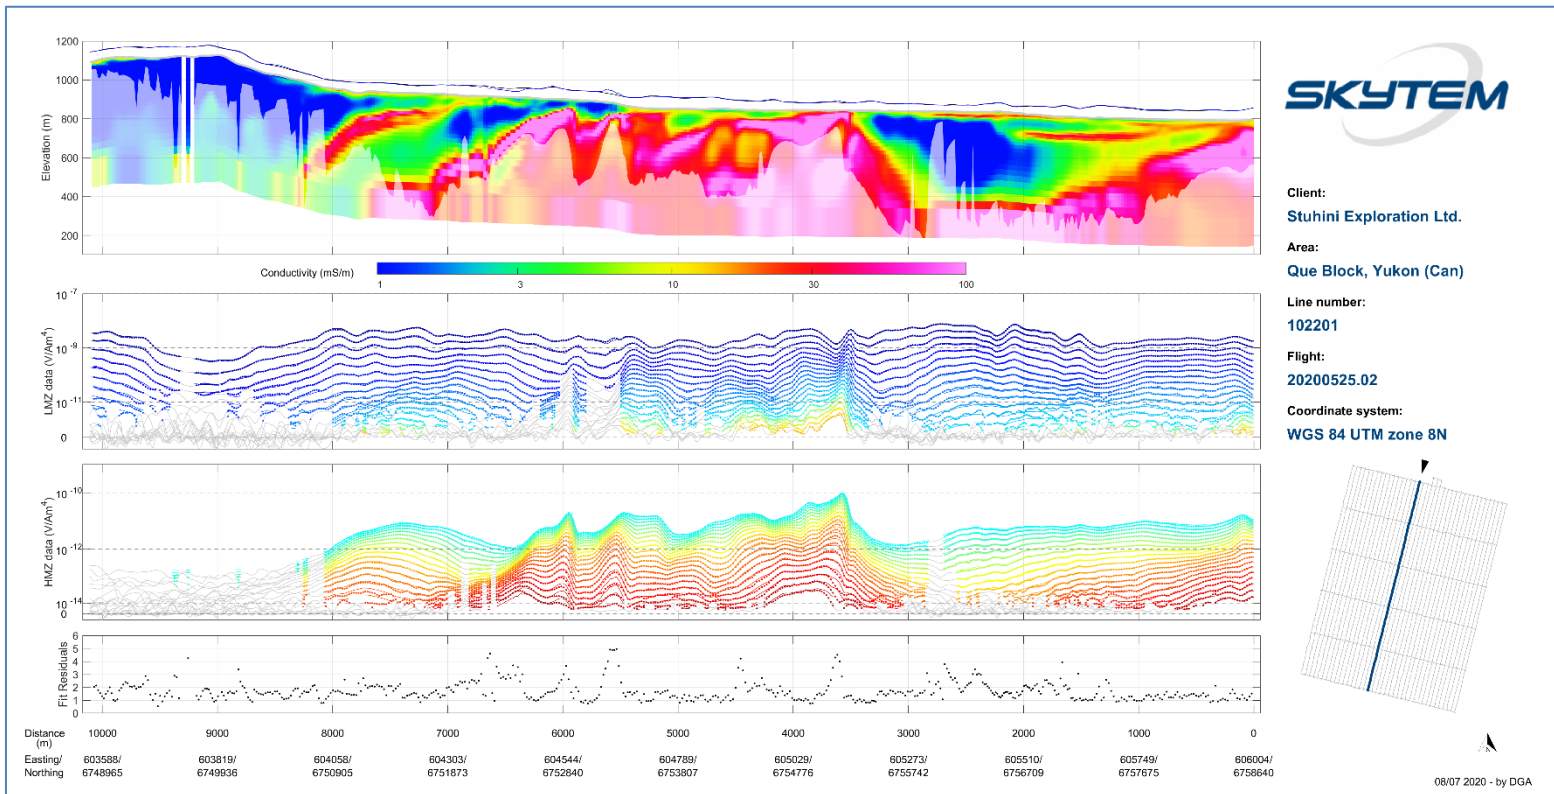 1200
1000
800
600
400
200
Elevation (m)
Conductivity (mS/m)
1 3 10 30 100
10 -7
10 -9
10 -11
0
LMZ data (V/Am4)
10 -10
10 -12
10 -14
0
HMZ data (V/Am4)
6
5
4
3
2
1
0
Fit Residuals
Distance (m) 10000 9000 8000 7000 6000 5000 4000 3000 2000 1000 0
Easting/ 603588/ 603819/ 604058/ 604303/ 604544/ 604789/ 605029/ 605273/ 605510/ 605749/ 606004/
Northing 6748965 6749936 6750905 6751873 6752840 6753807 6754776 6755742 6756709 6757675 6758640
SKYTEM
Client:
Stuhini Exploration Ltd.
Area:
Que Block, Yukon (Can)
Line number:
102201
Flight:
20200525.02
Coordinate system:
WGS 84 UTM zone 8N
08/07 2020 - by DGA